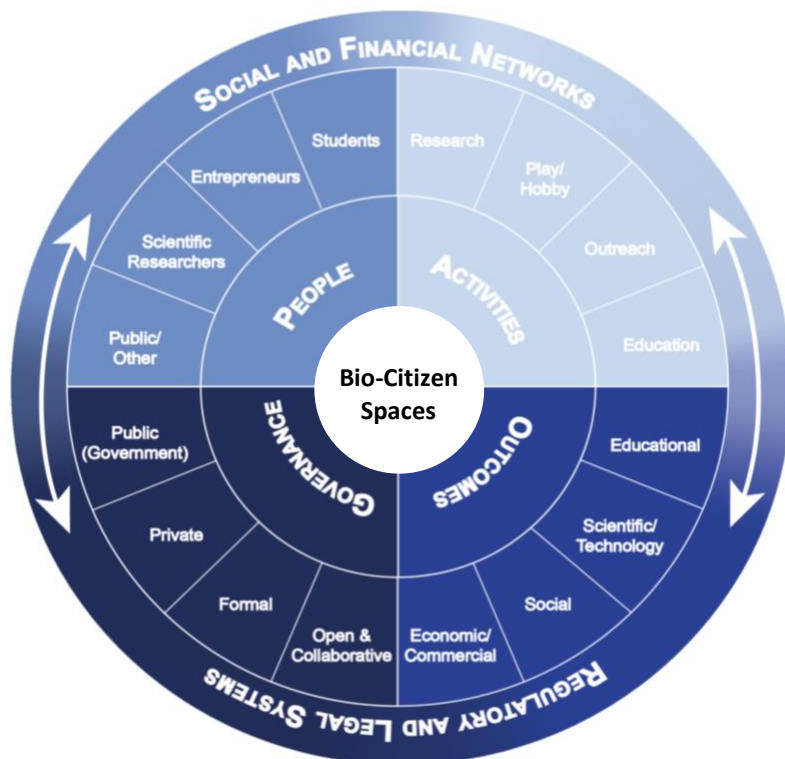 SOCIAL AND FINANCIAL NETWORKS
Students
Research
Entrepreneurs
Play/
Hobby
Scientific
Researchers
Outreach
PEOPLE
ACTIVITIES
Public/
Other
Education
Bio-Citizen
Spaces
Public
(Government)
GOVERNANCE
OUTCOMES
Educational
Private
Scientific/
Technology
Formal
Social
Open &
Collaborative
Economic/
Commercial
REGULATORY AND LEGAL SYSTEMS